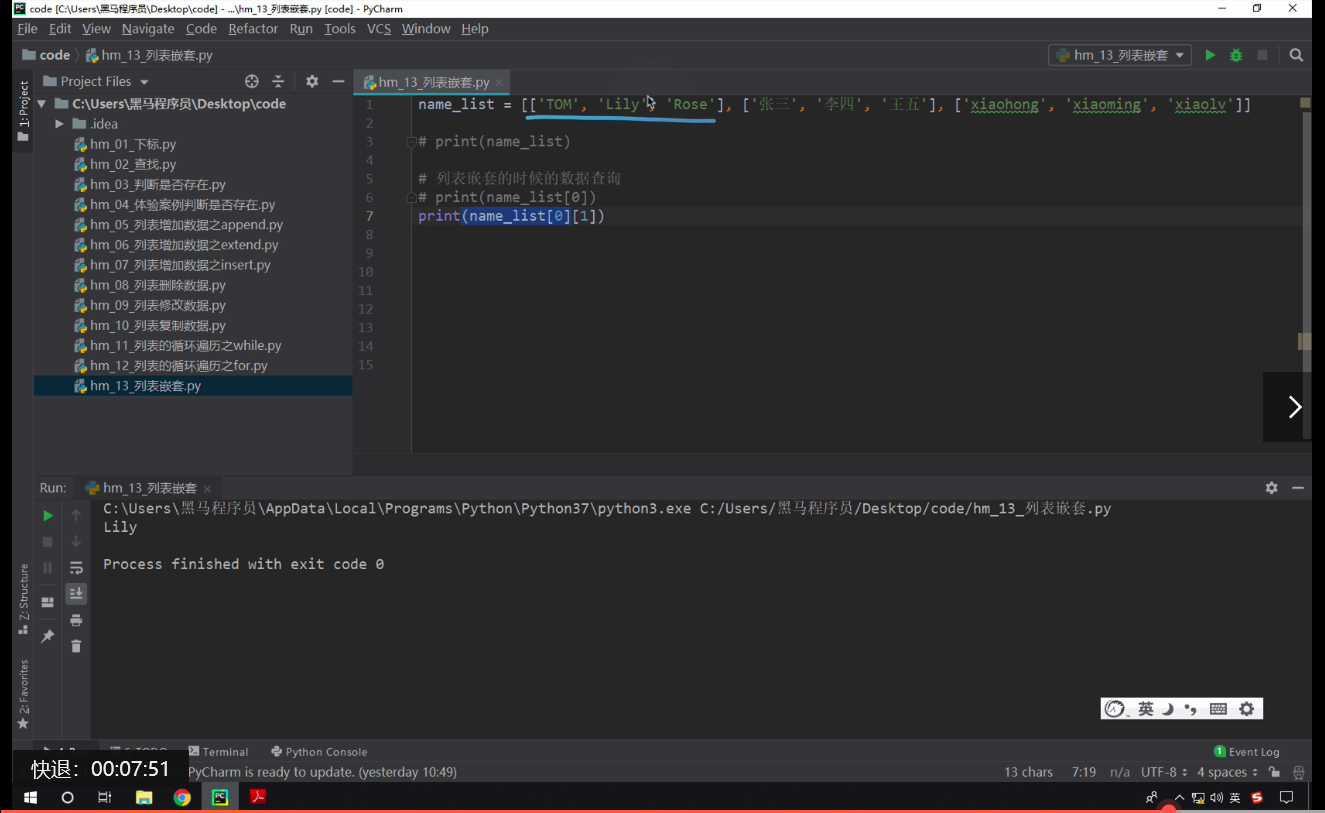 code [C:\Users\黑马程序员\Desktop\code] - ...\hm_13_列表嵌套.py [code] - PyCharm
File Edit View Navigate Code Refactor Run Tools VCS Window Help
code hm_13_列表嵌套.py
hm_13_列表嵌套
Project Files
hm_13_列表嵌套.py
1: Project
C:\Users\黑马程序员\Desktop\code
.idea
hm_01_下标.py
hm_02_查找.py
hm_03_判断是否存在.py
hm_04_体验案例判断是否存在.py
hm_05_列表增加数据之append.py
hm_06_列表增加数据之extend.py
hm_07_列表增加数据之insert.py
hm_08_列表删除数据.py
hm_09_列表修改数据.py
hm_10_列表复制数据.py
hm_11_列表的循环遍历之while.py
hm_12_列表的循环遍历之for.py
hm_13_列表嵌套.py
1 name_list = [['TOM', 'Lily', 'Rose'], ['张三', '李四', '王五'], ['xiaohong', 'xiaoming', 'xiaolv']]
2
3 # print(name_list)
4
5 # 列表嵌套的时候的数据查询
6 # print(name_list[0])
7 print(name_list[0][1])
8
9
10
11
12
13
14
15
Run: hm_13_列表嵌套
C:\Users\黑马程序员\AppData\Local\Programs\Python\Python37\python3.exe C:/Users/黑马程序员/Desktop/code/hm_13_列表嵌套.py
Lily
Process finished with exit code 0
Z: Structure
2: Favorites
英
Terminal Python Console
1 Event Log
快退：00:07:51
PyCharm is ready to update. (yesterday 10:49)
13 chars 7:19 n/a UTF-8 4 spaces
英